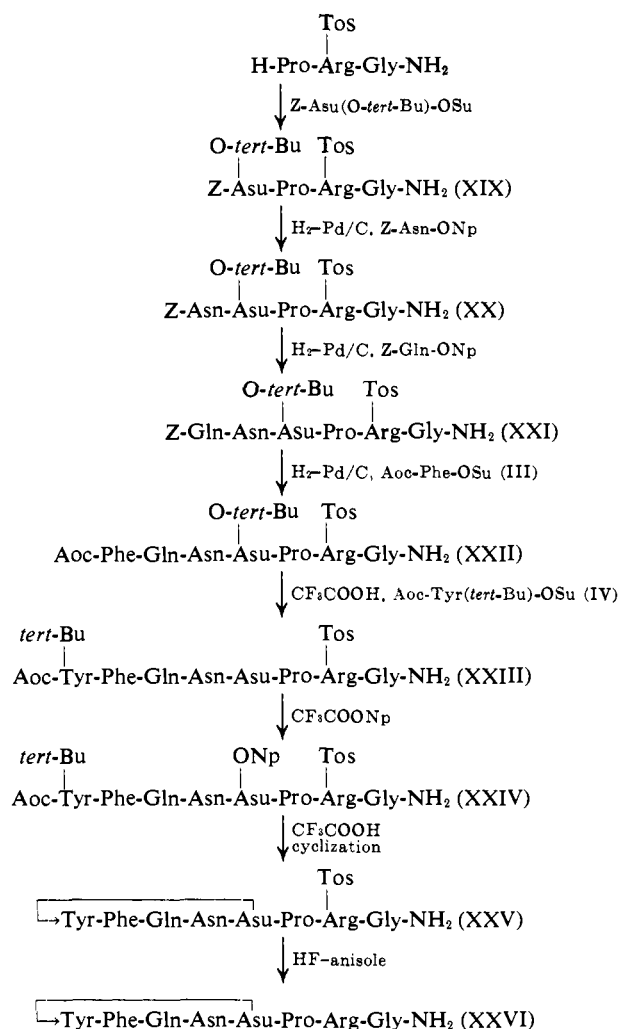 Tos
H-Pro-Arg-Gly-NH₂
Z-Asu(O-tert-Bu)-OSu
O-tert-Bu Tos
Z-Asu-Pro-Arg-Gly-NH₂ (XIX)
H₂–Pd/C, Z-Asn-ONp
O-tert-Bu Tos
Z-Asn-Asu-Pro-Arg-Gly-NH₂ (XX)
H₂–Pd/C, Z-Gln-ONp
O-tert-Bu Tos
Z-Gln-Asn-Asu-Pro-Arg-Gly-NH₂ (XXI)
H₂–Pd/C, Aoc-Phe-OSu (III)
O-tert-Bu Tos
Aoc-Phe-Gln-Asn-Asu-Pro-Arg-Gly-NH₂ (XXII)
CF₃COOH, Aoc-Tyr(tert-Bu)-OSu (IV)
tert-Bu Tos
Aoc-Tyr-Phe-Gln-Asn-Asu-Pro-Arg-Gly-NH₂ (XXIII)
CF₃COONp
tert-Bu ONp Tos
Aoc-Tyr-Phe-Gln-Asn-Asu-Pro-Arg-Gly-NH₂ (XXIV)
CF₃COOH
cyclization
Tos
Tyr-Phe-Gln-Asn-Asu-Pro-Arg-Gly-NH₂ (XXV)
HF-anisole
Tyr-Phe-Gln-Asn-Asu-Pro-Arg-Gly-NH₂ (XXVI)